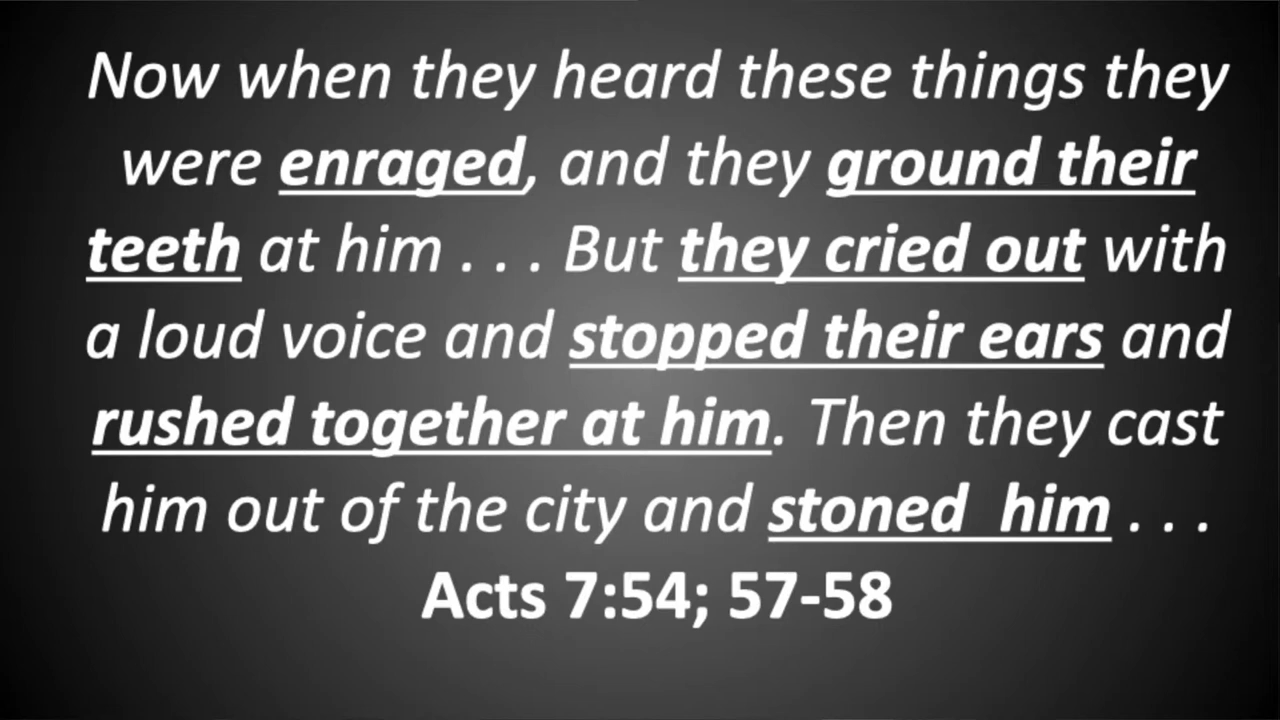 Now when they heard these things they
were enraged, and they ground their
teeth at him . . . But they cried out with
a loud voice and stopped their ears and
rushed together at him. Then they cast
him out of the city and stoned  him . . .
Acts 7:54; 57-58